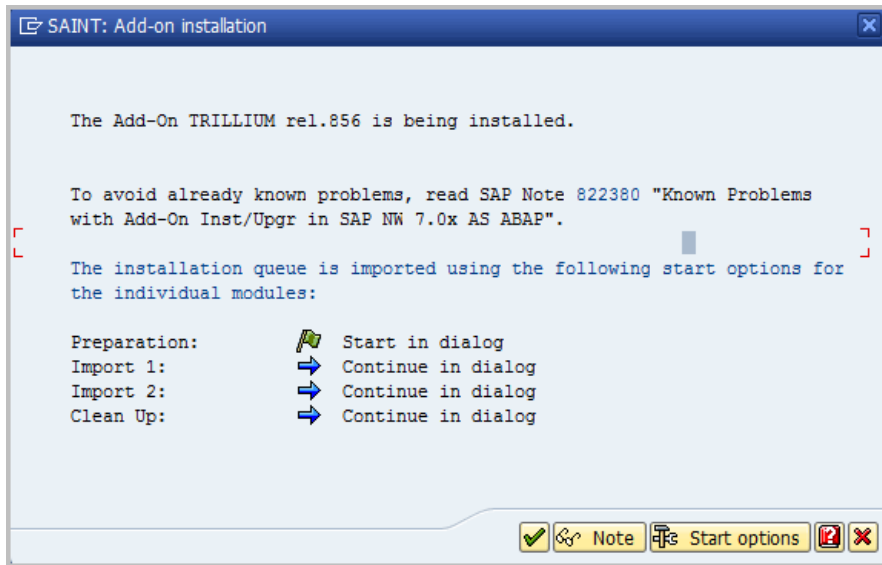 SAINT: Add-on installation
The Add-On TRILLIUM rel.856 is being installed.
To avoid already known problems, read SAP Note 822380 "Known Problems
with Add-On Inst/Upgr in SAP NW 7.0x AS ABAP".
The installation queue is imported using the following start options for
the individual modules:
Preparation: Start in dialog
Import 1: Continue in dialog
Import 2: Continue in dialog
Clean Up: Continue in dialog
Note Start options